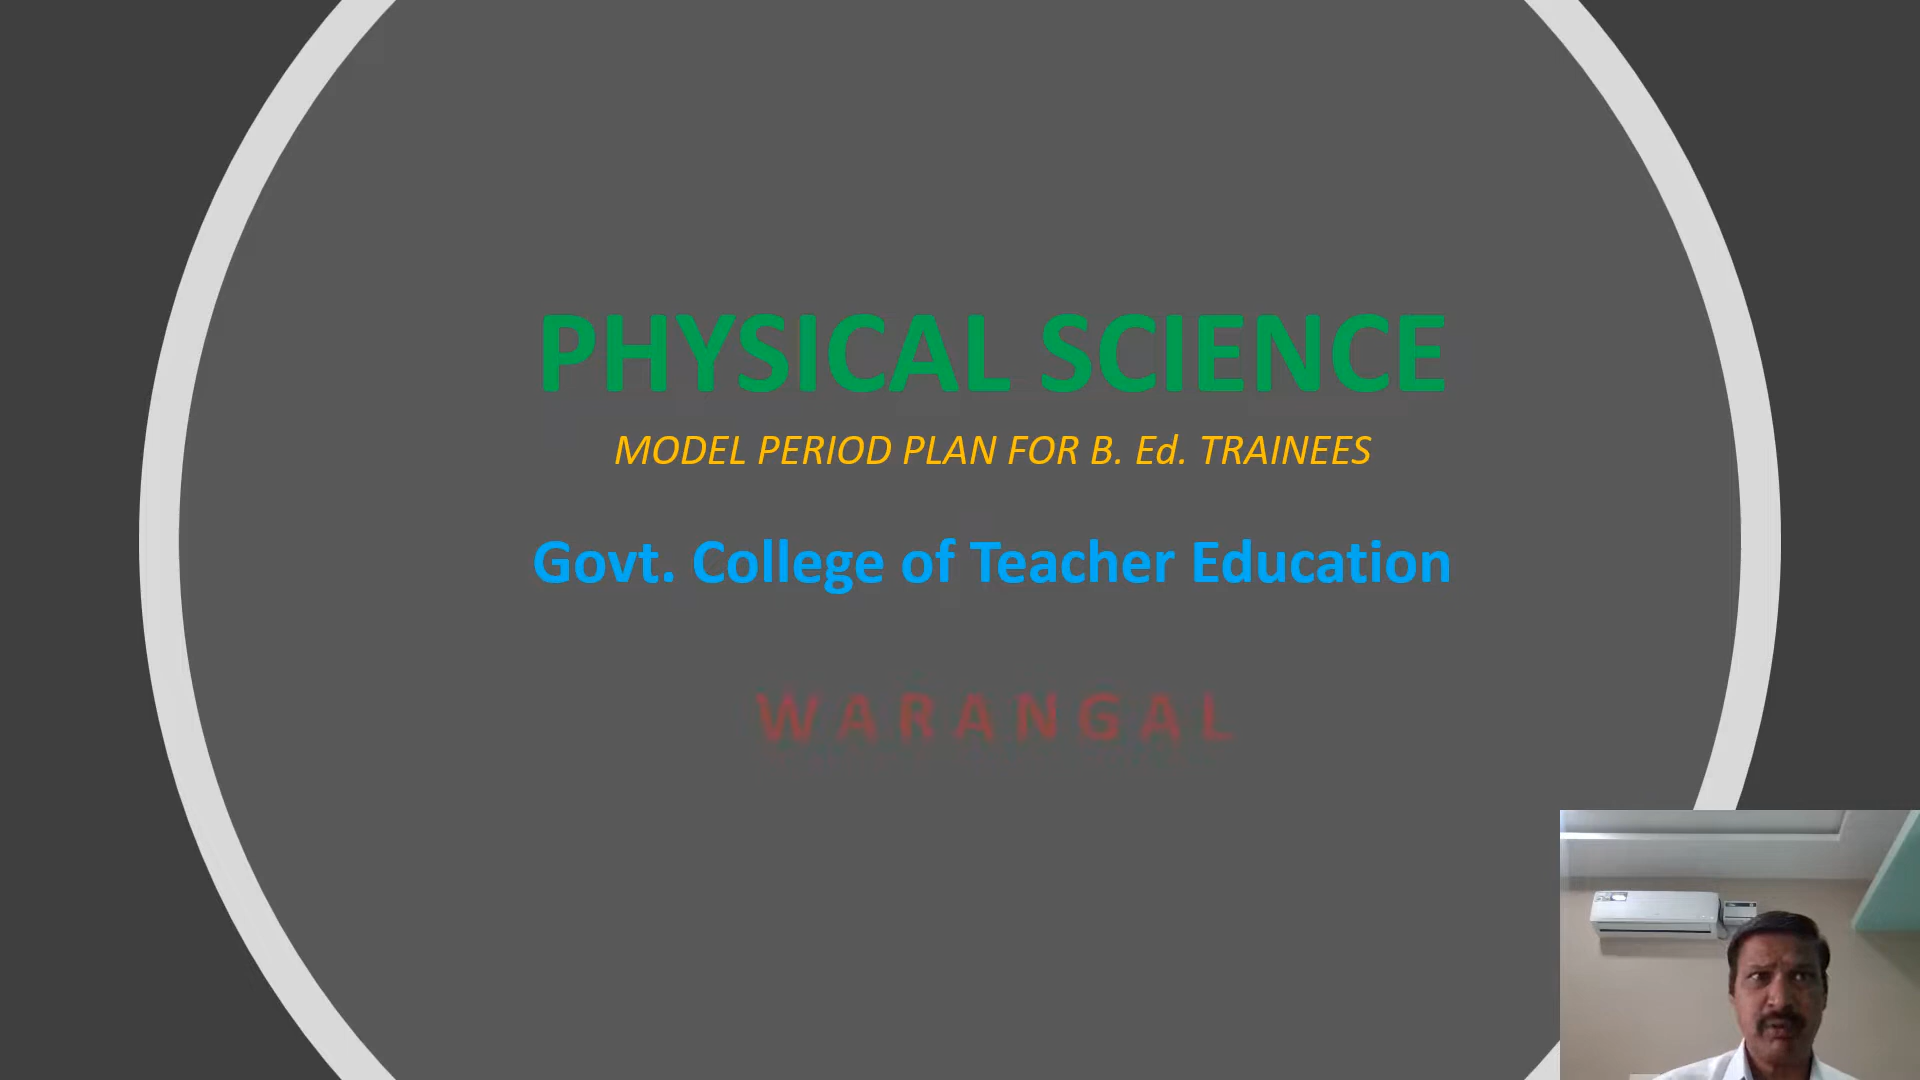 PHYSICAL SCIENCE
MODEL PERIOD PLAN FOR B. Ed. TRAINEES
Govt. College of Teacher Education
WARANGAL